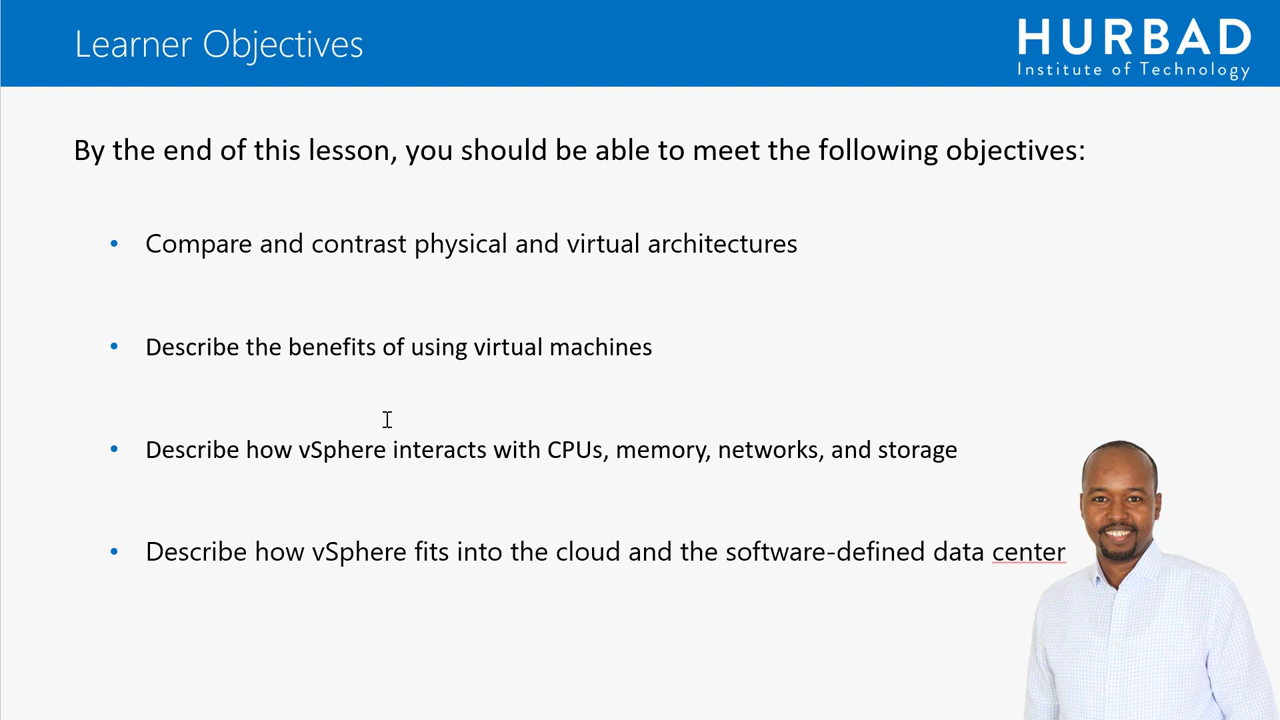 Learner Objectives
HURBAD
Institute of Technology
By the end of this lesson, you should be able to meet the following objectives:
• Compare and contrast physical and virtual architectures
• Describe the benefits of using virtual machines
• Describe how vSphere interacts with CPUs, memory, networks, and storage
• Describe how vSphere fits into the cloud and the software-defined data center